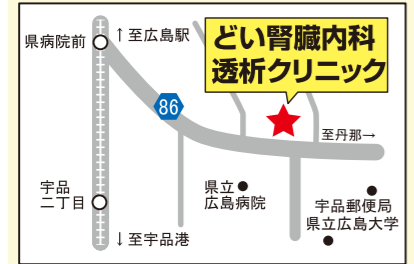 どい腎臓内科
透析クリニック
県病院前
↑至広島駅
86
至丹那→
宇品
二丁目
県立
広島病院
宇品郵便局
県立広島大学
↓至宇品港